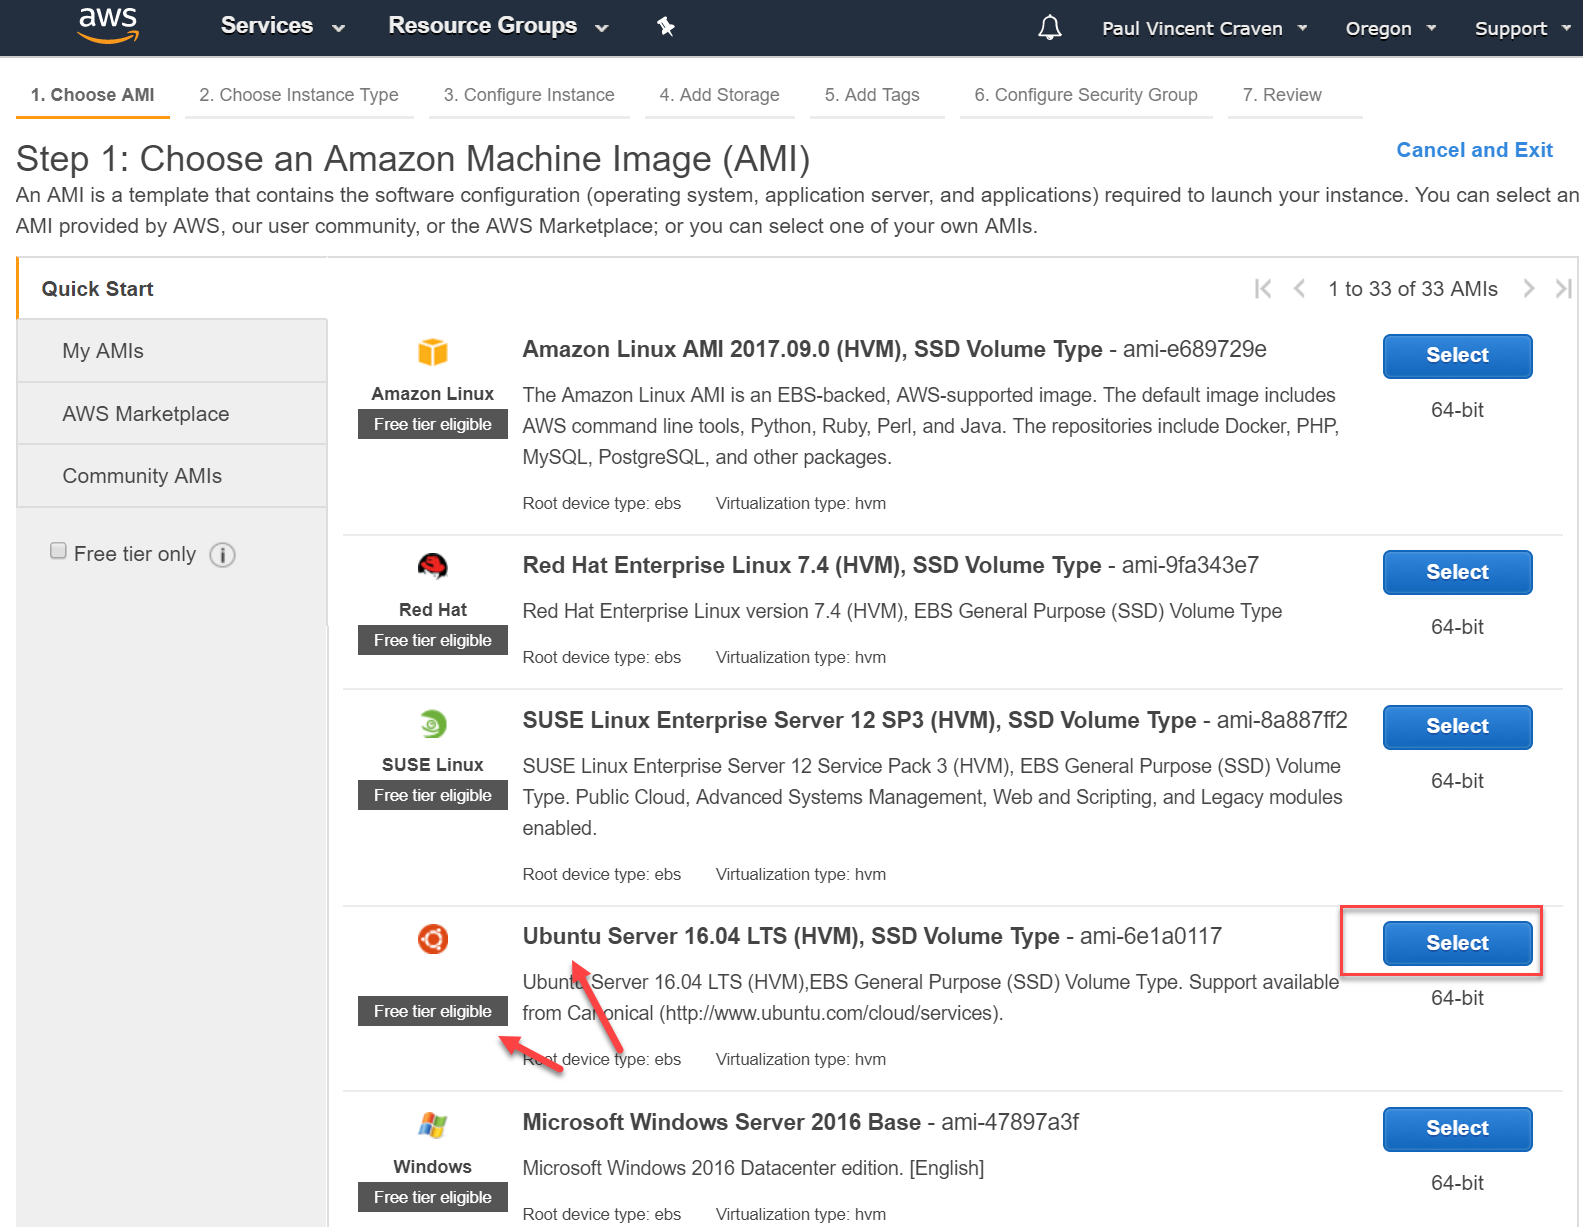 aws Services Resource Groups Paul Vincent Craven Oregon Support
1. Choose AMI 2. Choose Instance Type 3. Configure Instance 4. Add Storage 5. Add Tags 6. Configure Security Group 7. Review
Step 1: Choose an Amazon Machine Image (AMI)
Cancel and Exit
An AMI is a template that contains the software configuration (operating system, application server, and applications) required to launch your instance. You can select an
AMI provided by AWS, our user community, or the AWS Marketplace; or you can select one of your own AMIs.
Quick Start
My AMIs
AWS Marketplace
Community AMIs
Free tier only
1 to 33 of 33 AMIs
Amazon Linux
Free tier eligible
Amazon Linux AMI 2017.09.0 (HVM), SSD Volume Type - ami-e689729e
The Amazon Linux AMI is an EBS-backed, AWS-supported image. The default image includes
AWS command line tools, Python, Ruby, Perl, and Java. The repositories include Docker, PHP,
MySQL, PostgreSQL, and other packages.
Root device type: ebs Virtualization type: hvm
Select
64-bit
Red Hat
Free tier eligible
Red Hat Enterprise Linux 7.4 (HVM), SSD Volume Type - ami-9fa343e7
Red Hat Enterprise Linux version 7.4 (HVM), EBS General Purpose (SSD) Volume Type
Root device type: ebs Virtualization type: hvm
Select
64-bit
SUSE Linux
Free tier eligible
SUSE Linux Enterprise Server 12 SP3 (HVM), SSD Volume Type - ami-8a887ff2
SUSE Linux Enterprise Server 12 Service Pack 3 (HVM), EBS General Purpose (SSD) Volume
Type. Public Cloud, Advanced Systems Management, Web and Scripting, and Legacy modules
enabled.
Root device type: ebs Virtualization type: hvm
Select
64-bit
Free tier eligible
Ubuntu Server 16.04 LTS (HVM), SSD Volume Type - ami-6e1a0117
Ubuntu Server 16.04 LTS (HVM),EBS General Purpose (SSD) Volume Type. Support available
from Canonical (http://www.ubuntu.com/cloud/services).
Root device type: ebs Virtualization type: hvm
Select
64-bit
Windows
Free tier eligible
Microsoft Windows Server 2016 Base - ami-47897a3f
Microsoft Windows 2016 Datacenter edition. [English]
Root device type: ebs Virtualization type: hvm
Select
64-bit